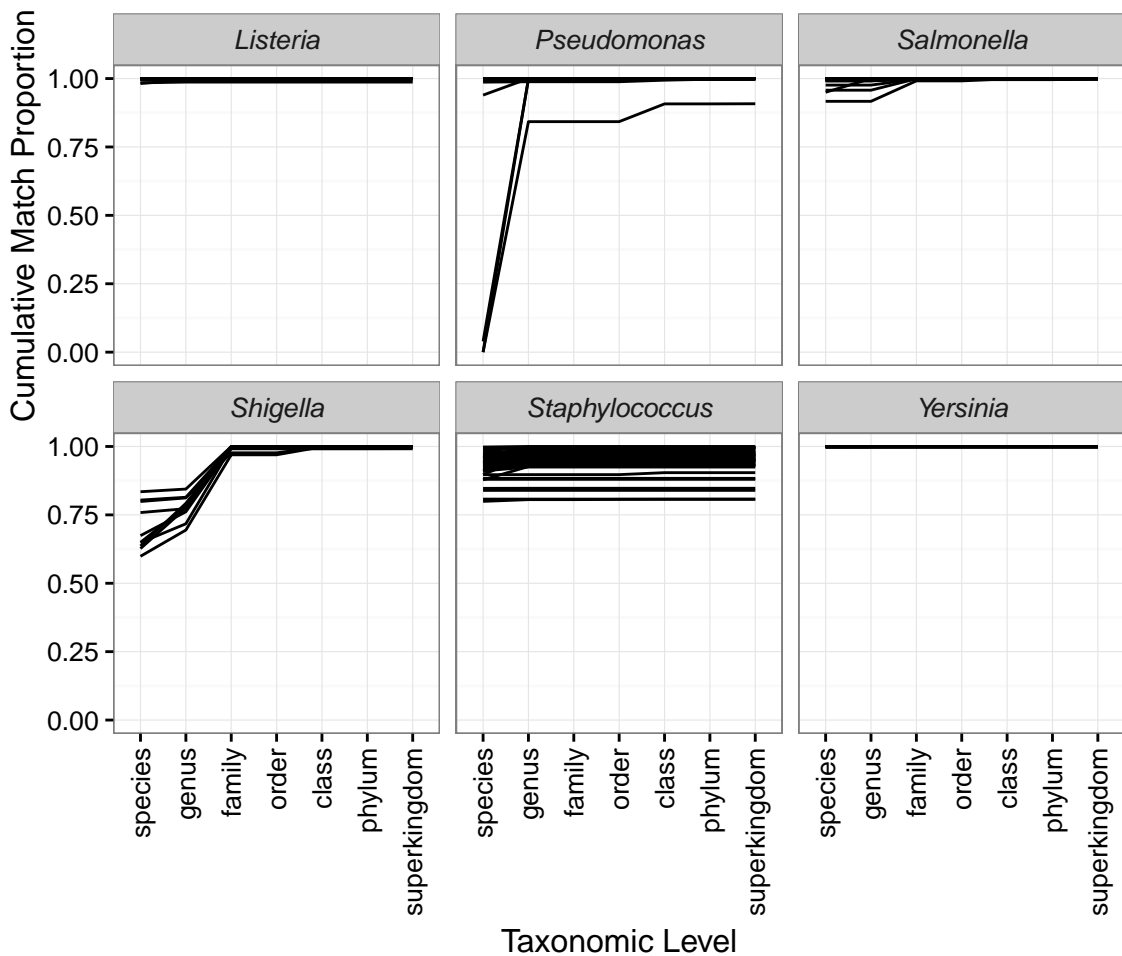 Cumulative Match Proportion
Listeria
Pseudomonas
Salmonella
1.00
0.75
0.50
0.25
0.00
Shigella
Staphylococcus
Yersinia
1.00
0.75
0.50
0.25
0.00
species
genus
family
order
class
phylum
superkingdom
species
genus
family
order
class
phylum
superkingdom
species
genus
family
order
class
phylum
superkingdom
Taxonomic Level